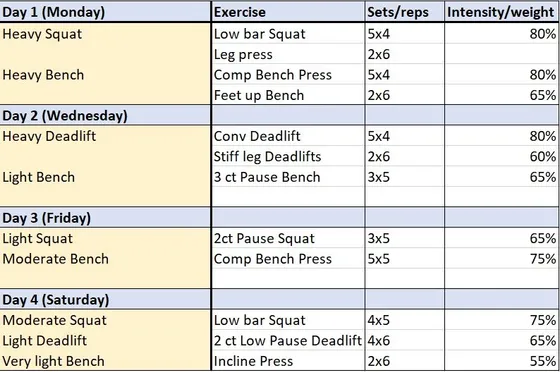 Day 1 (Monday) Exercise Sets/reps Intensity/weight
Heavy Squat Low bar Squat 5x4 80%
Leg press 2x6
Heavy Bench Comp Bench Press 5x4 80%
Feet up Bench 2x6 65%
Day 2 (Wednesday)
Heavy Deadlift Conv Deadlift 5x4 80%
Stiff leg Deadlifts 2x6 60%
Light Bench 3 ct Pause Bench 3x5 65%
Day 3 (Friday)
Light Squat 2ct Pause Squat 3x5 65%
Moderate Bench Comp Bench Press 5x5 75%
Day 4 (Saturday)
Moderate Squat Low bar Squat 4x5 75%
Light Deadlift 2 ct Low Pause Deadlift 4x6 65%
Very light Bench Incline Press 2x6 55%